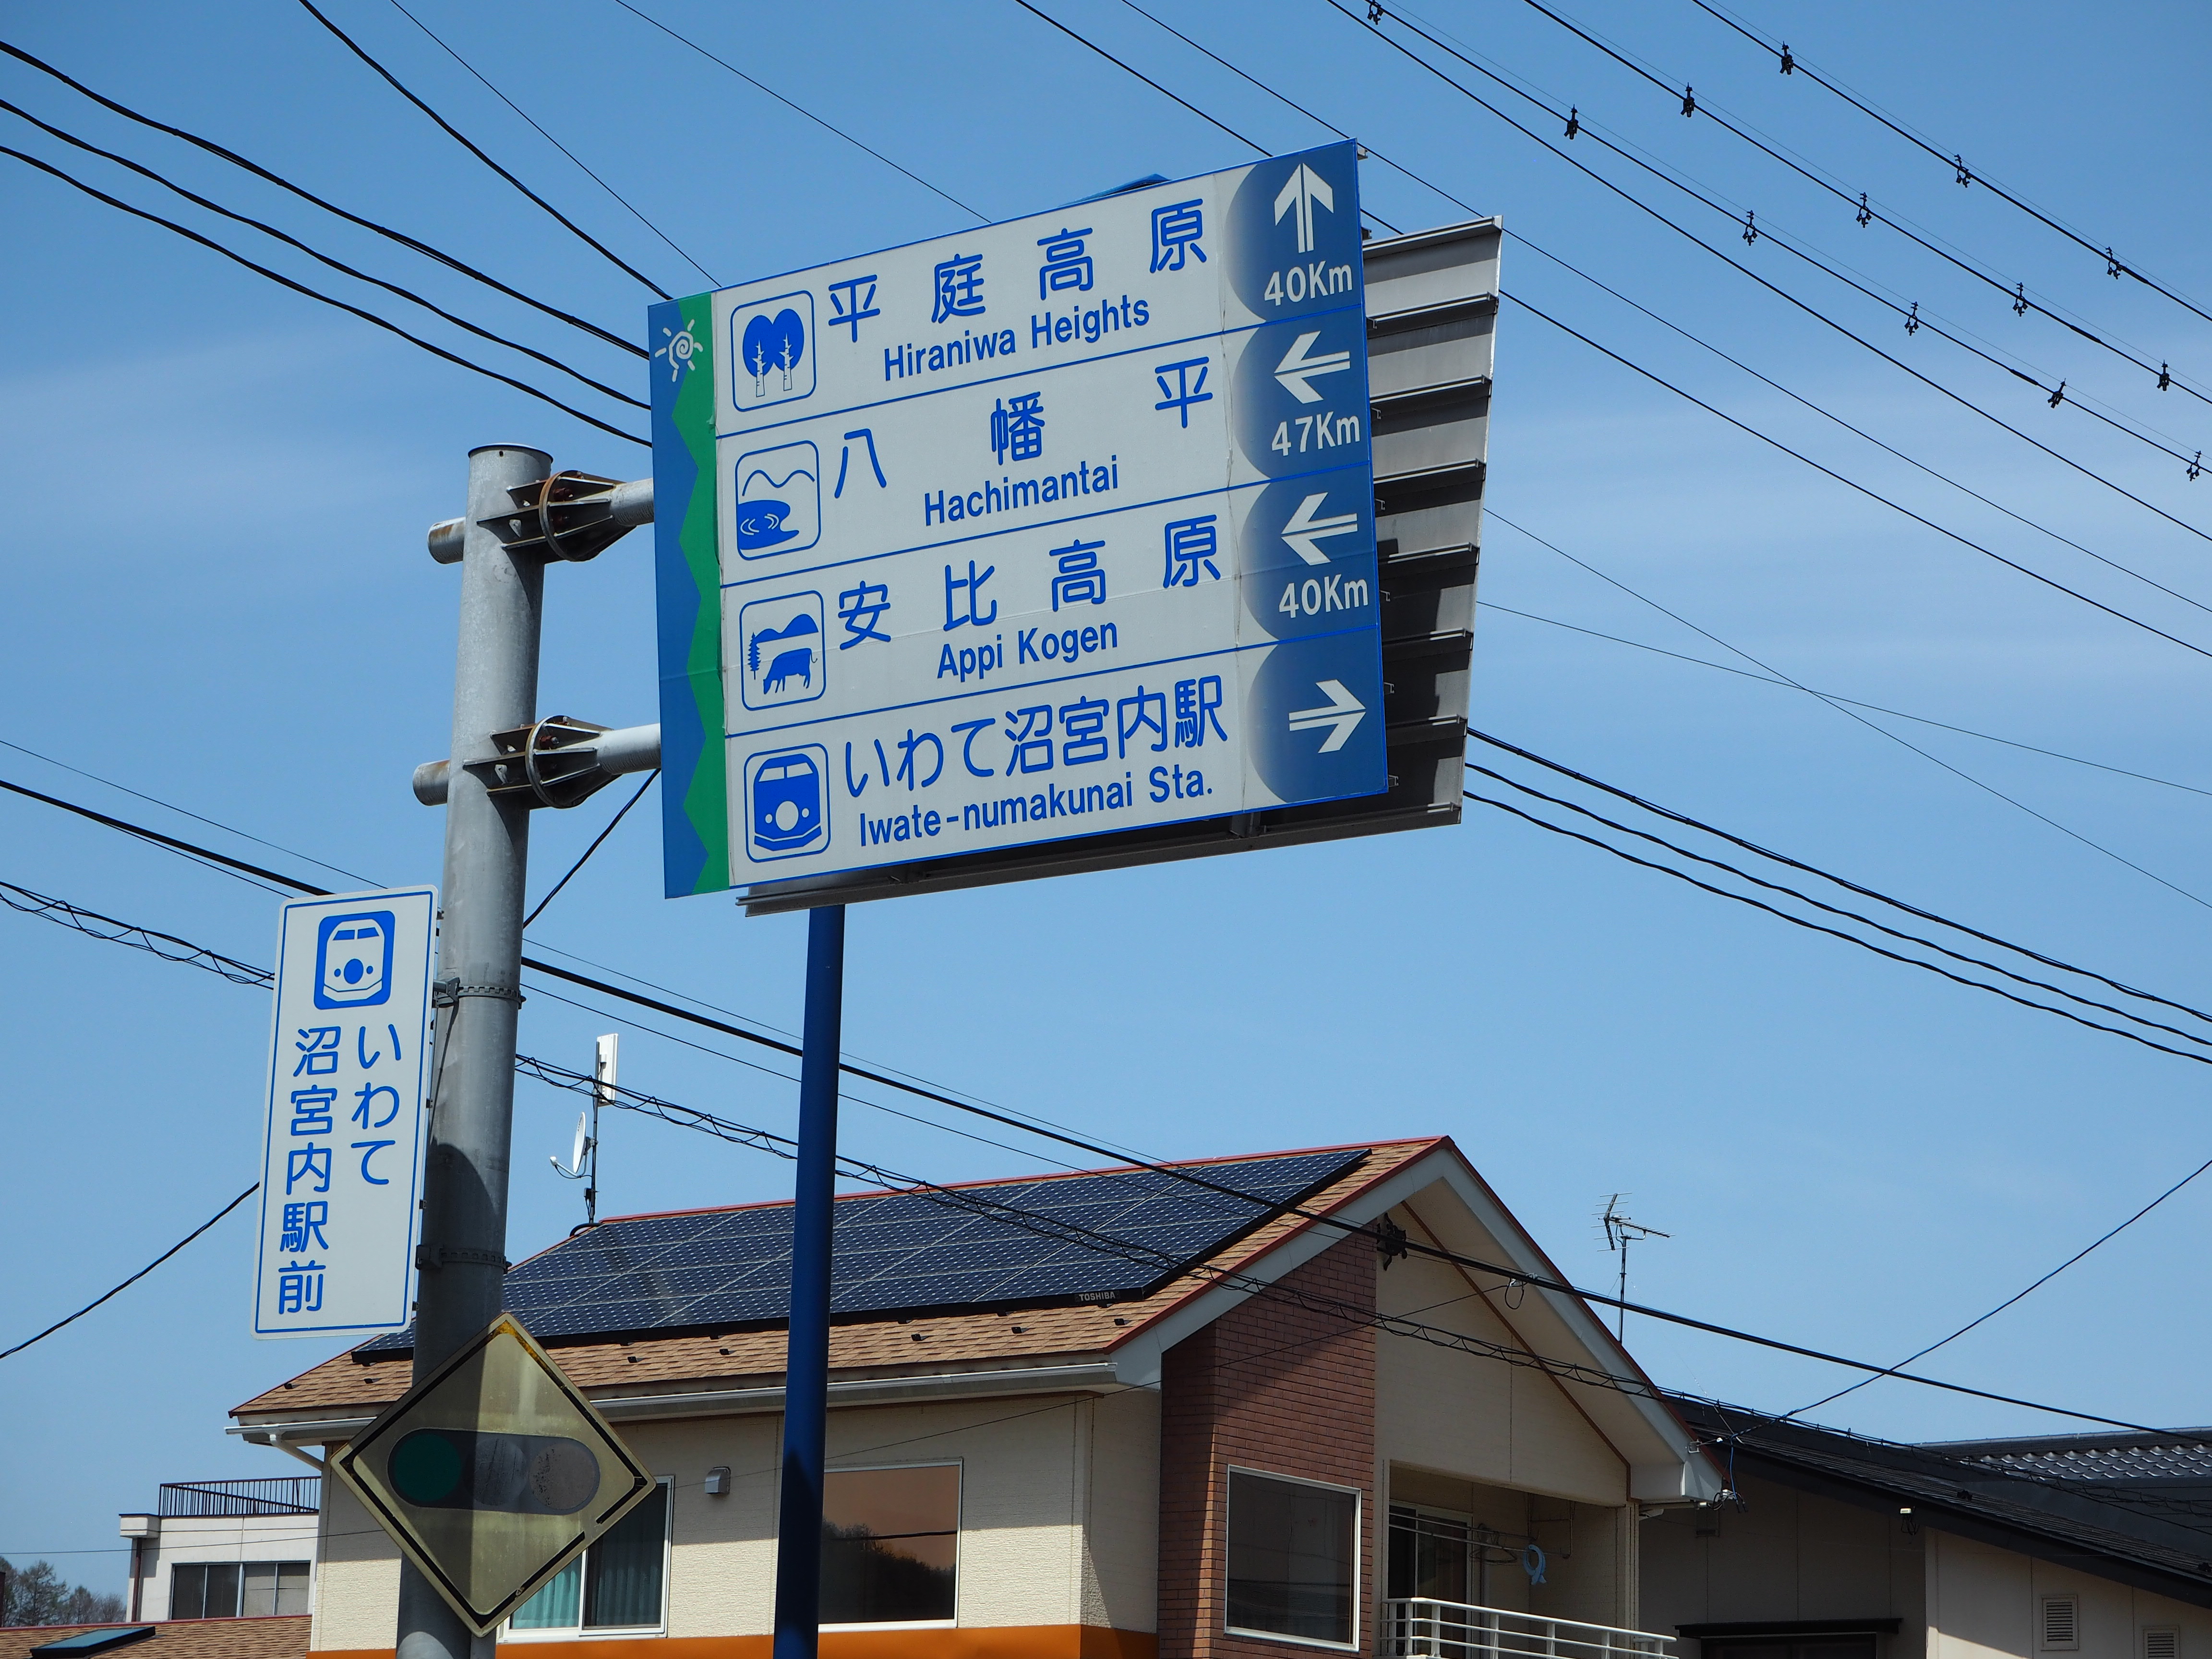 平庭高原
Hiraniwa Heights
40Km
八幡平
Hachimantai
47Km
安比高原
Appi Kogen
40Km
いわて沼宮内駅
Iwate-numakunai Sta.
いわて
沼宮内駅前
TOSHIBA